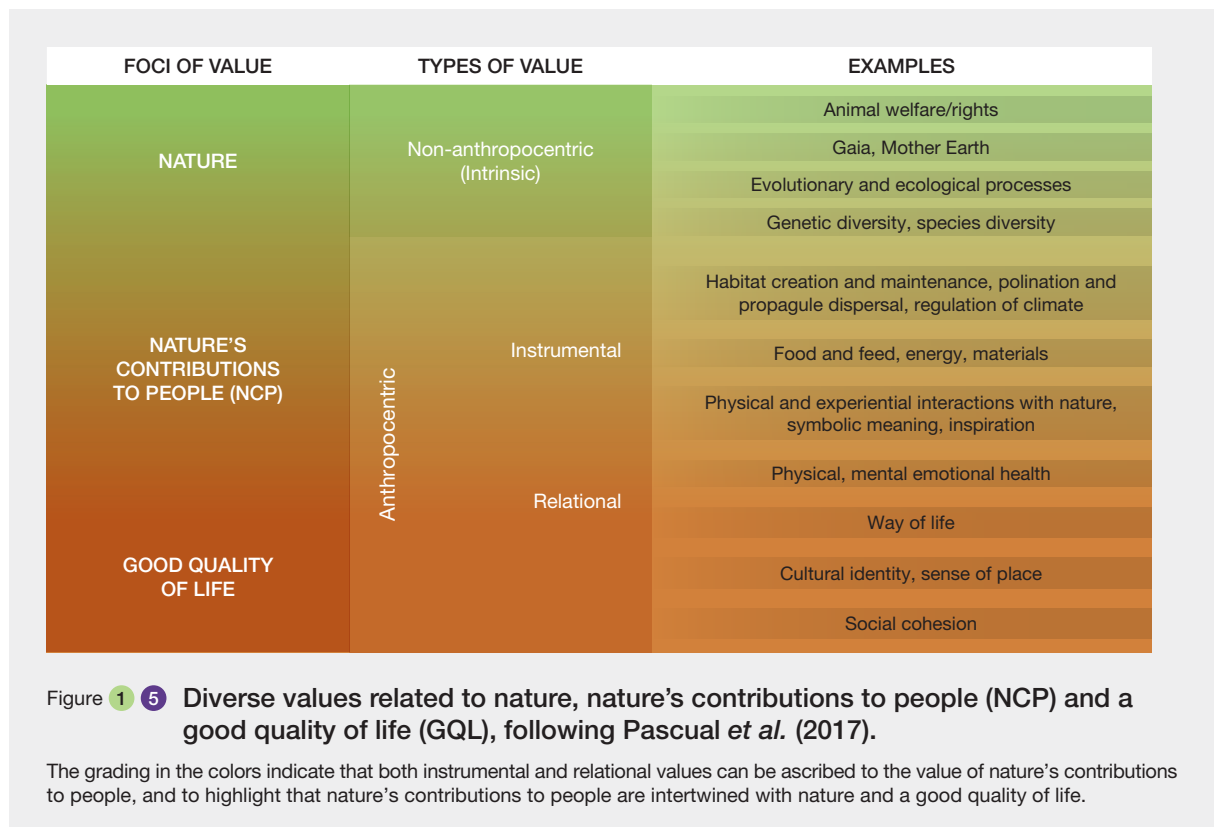 FOCI OF VALUE
TYPES OF VALUE
EXAMPLES
NATURE
Non-anthropocentric
(Intrinsic)
Animal welfare/rights
Gaia, Mother Earth
Evolutionary and ecological processes
Genetic diversity, species diversity
NATURE'S
CONTRIBUTIONS
TO PEOPLE (NCP)
Anthropocentric
Instrumental
Habitat creation and maintenance, polination and
propagule dispersal, regulation of climate
Food and feed, energy, materials
Physical and experiential interactions with nature,
symbolic meaning, inspiration
Relational
Physical, mental emotional health
Way of life
GOOD QUALITY
OF LIFE
Cultural identity, sense of place
Social cohesion
Figure 1 5 Diverse values related to nature, nature's contributions to people (NCP) and a
good quality of life (GQL), following Pascual et al. (2017).
The grading in the colors indicate that both instrumental and relational values can be ascribed to the value of nature's contributions
to people, and to highlight that nature's contributions to people are intertwined with nature and a good quality of life.